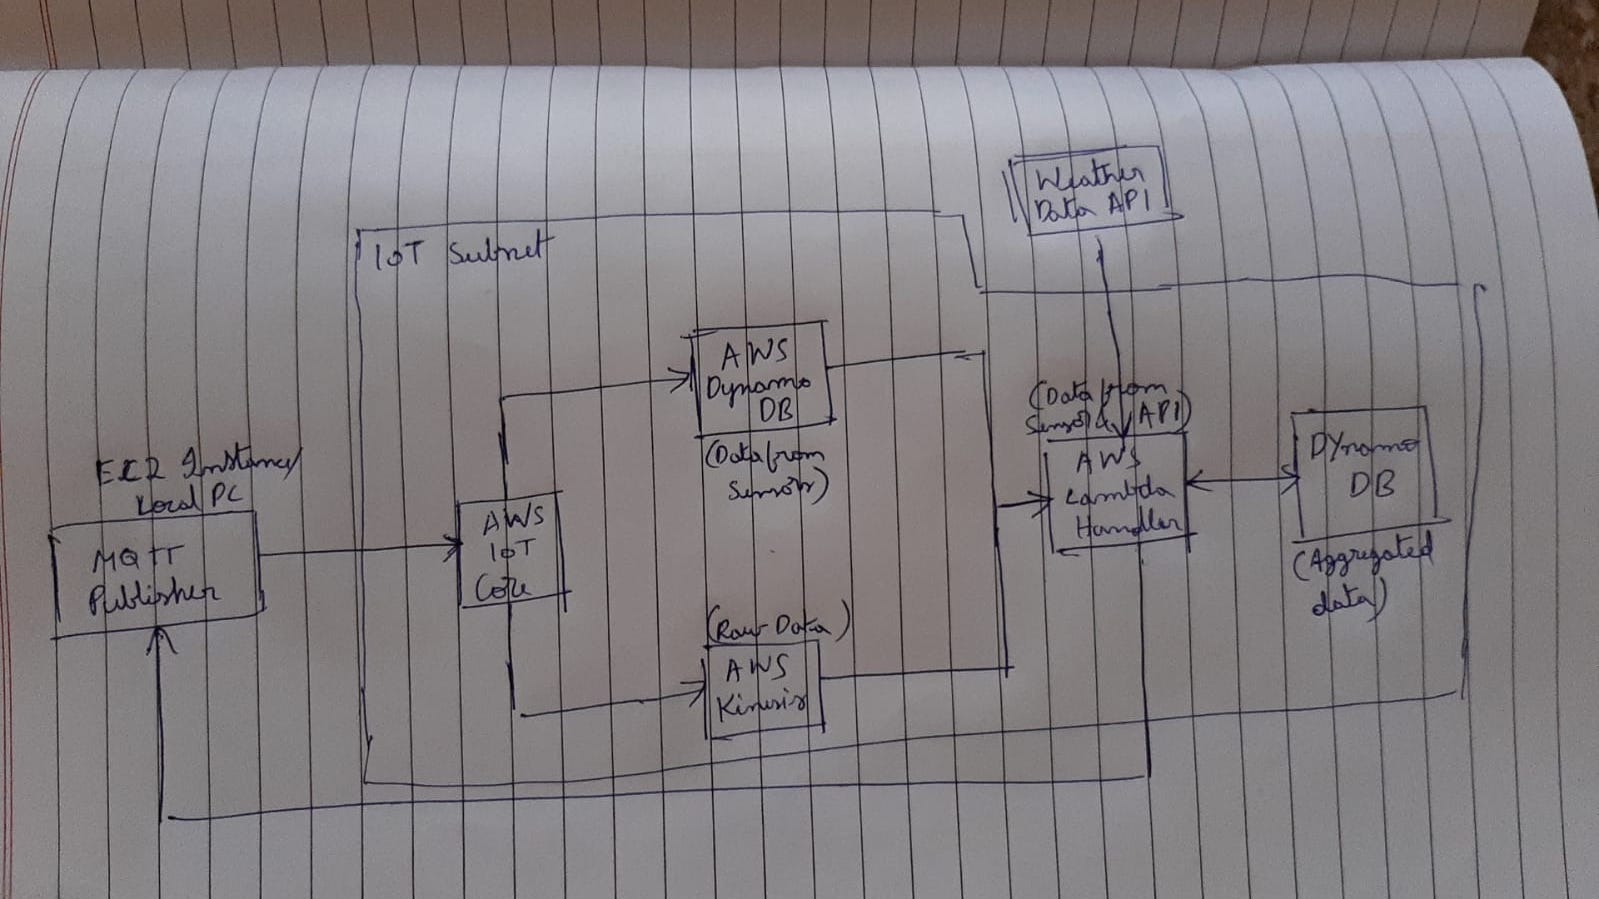 Weather
Data API
IoT Subnet
AWS
Dynamo
DB
(Data from
Sensor)
(Data from
Sensor & API)
AWS
Lambda
Handler
Dynamo
DB
(Aggregated
data)
EC2 Instance/
Local PC
MQTT
Publisher
AWS
IoT
Core
(Raw Data)
AWS
Kinesis